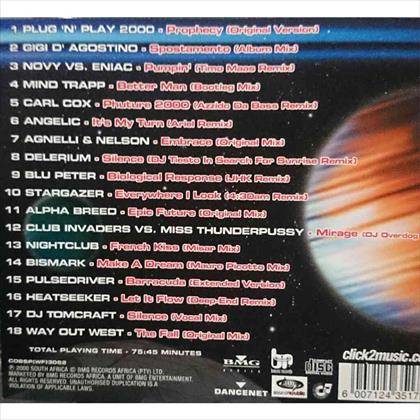 1 PLUG 'N' PLAY 2000 • Prophecy (Original Version)
2 GIGI D' AGOSTINO • Spostamento (Album Mix)
3 NOVY VS. ENIAC • Pumpin' (Timo Maas Remix)
4 MIND TRAPP • Better Man (Bootleg Mix)
5 CARL COX • Phuture 2000 (Azzido Da Bass Remix)
6 ANGELIC • It's My Turn (Ariel Remix)
7 AGNELLI & NELSON • Embrace (Original Mix)
8 DELERIUM • Silence (DJ Tiesto In Search For Sunrise Remix)
9 BLU PETER • Biological Response (JHK Remix)
10 STARGAZER • Everywhere I Look (4:30am Remix)
11 ALPHA BREED • Epic Future (Original Mix)
12 CLUB INVADERS VS. MISS THUNDERPUSSY • Mirage (DJ Overdog
13 NIGHTCLUB • French Kiss (Misar Mix)
14 BISMARK • Make A Dream (Mauro Picotto Mix)
15 PULSEDRIVER • Barracuda (Extended Version)
16 HEATSEEKER • Let It Flow (Deep-End Remix)
17 DJ TOMCRAFT • Silence (Vocal Mix)
18 WAY OUT WEST • The Fall (Original Mix)
TOTAL PLAYING TIME • 75:45 MINUTES
℗ 2000 SOUTH AFRICA © BMG RECORDS AFRICA (PTY) LTD.
MARKETED BY BMG RECORDS AFRICA. A UNIT OF BMG ENTERTAINMENT.
ALL RIGHTS RESERVED. UNAUTHORISED DUPLICATION IS A
VIOLATION OF APPLICABLE LAWS.
BMG
AFRICA
DANCENET
disc
click2music.c
6 007124 351